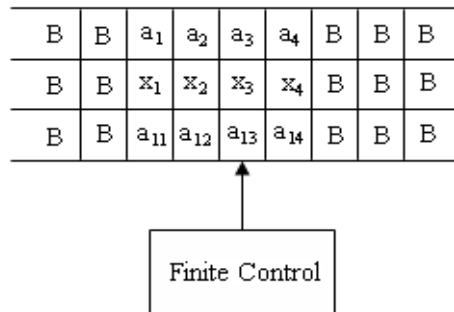 B B a₁ a₂ a₃ a₄ B B B
B B x₁ x₂ x₃ x₄ B B B
B B a₁₁ a₁₂ a₁₃ a₁₄ B B B
Finite Control